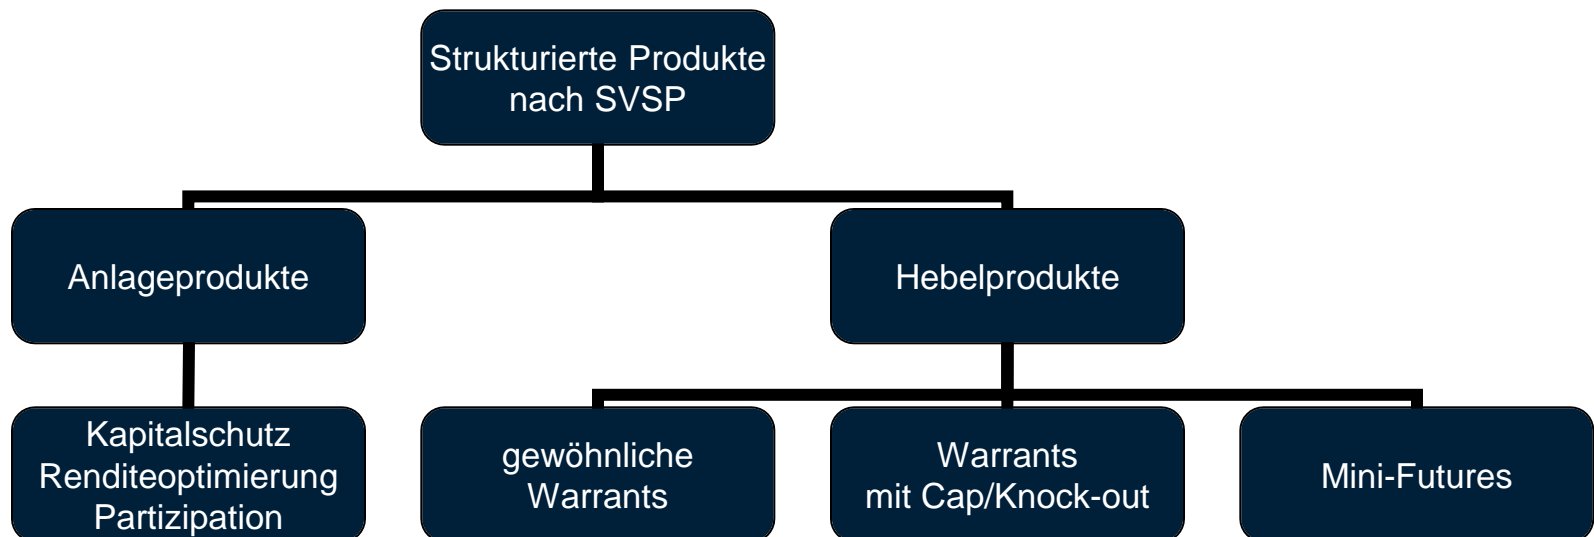 Strukturierte Produkte
nach SVSP
Anlageprodukte
Hebelprodukte
Kapitalschutz
Renditeoptimierung
Partizipation
gewöhnliche
Warrants
Warrants
mit Cap/Knock-out
Mini-Futures